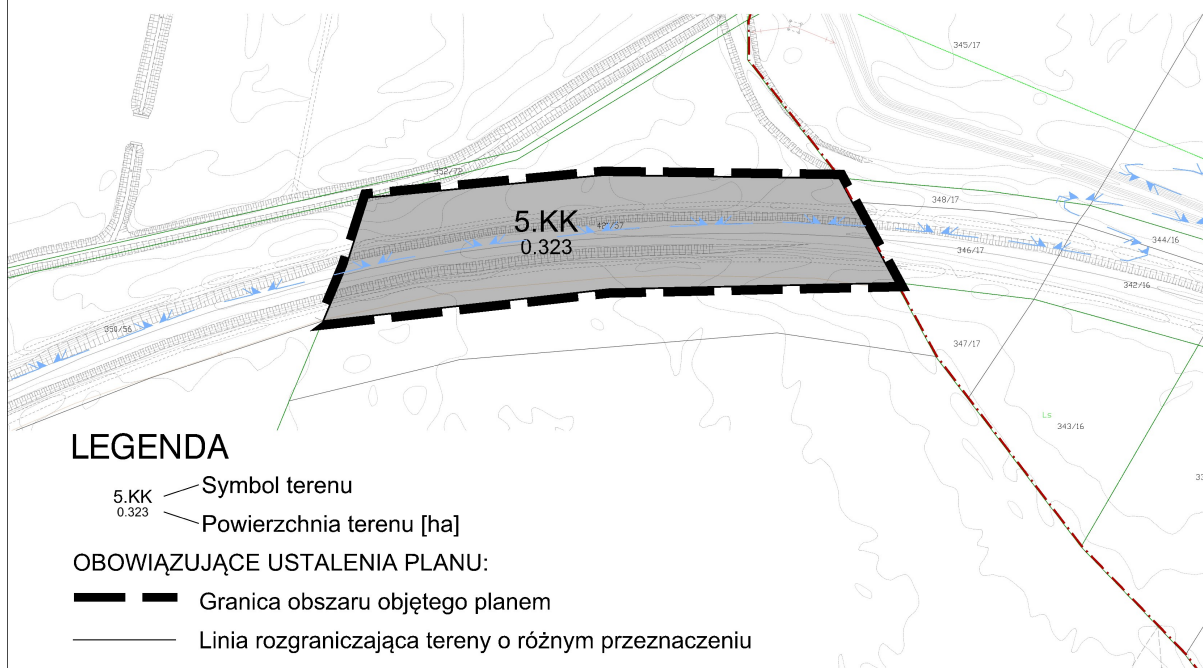 345/17
352/72
348/17
5.KK
0.323
344/16
346/17
342/16
347/17
Ls
343/16
LEGENDA
5.KK
0.323
Symbol terenu
Powierzchnia terenu [ha]
OBOWIĄZUJĄCE USTALENIA PLANU:
Granica obszaru objętego planem
Linia rozgraniczająca tereny o różnym przeznaczeniu